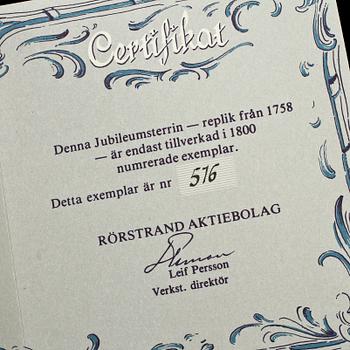 Certifikat
Denna Jubileumsterrin — replik från 1758
— är endast tillverkad i 1800
numrerade exemplar.
Detta exemplar är nr 516
RÖRSTRAND AKTIEBOLAG
Leif Persson
Verkst. direktör